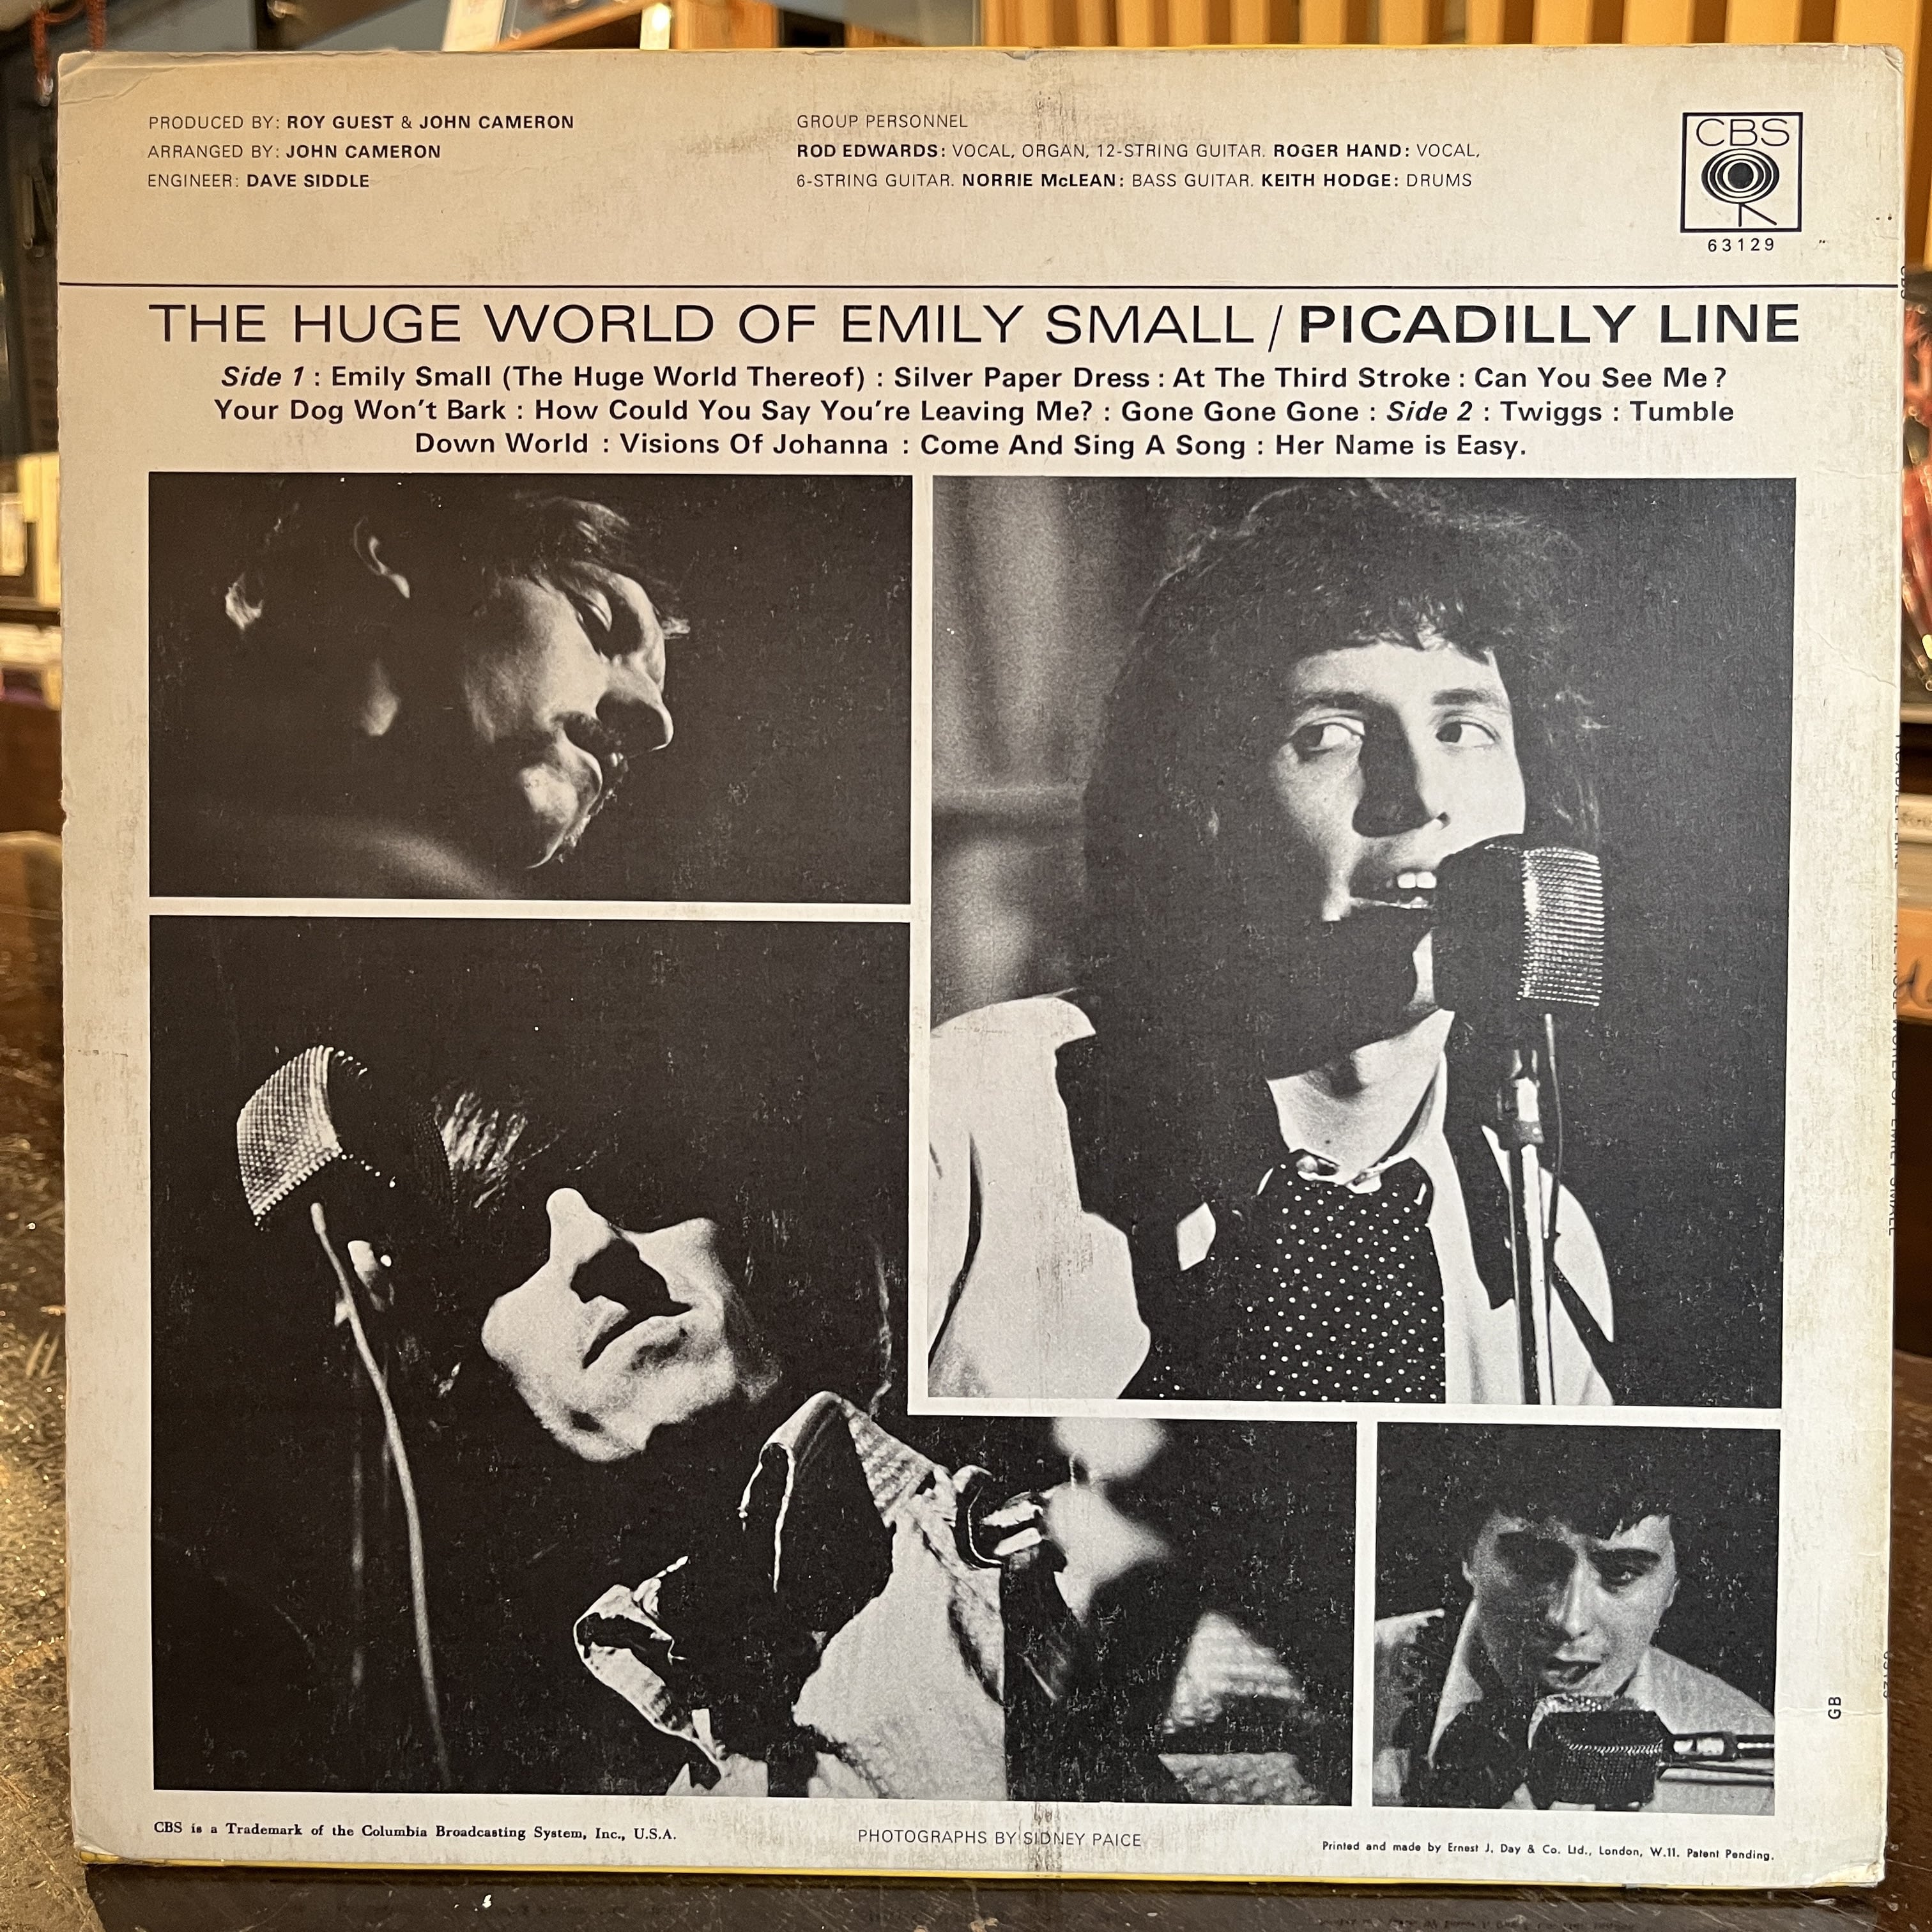 PRODUCED BY: ROY GUEST & JOHN CAMERON
ARRANGED BY: JOHN CAMERON
ENGINEER: DAVE SIDDLE
GROUP PERSONNEL
ROD EDWARDS: VOCAL, ORGAN, 12-STRING GUITAR. ROGER HAND: VOCAL,
6-STRING GUITAR. NORRIE McLEAN: BASS GUITAR. KEITH HODGE: DRUMS
CBS
63129
THE HUGE WORLD OF EMILY SMALL / PICADILLY LINE
Side 1 : Emily Small (The Huge World Thereof) : Silver Paper Dress : At The Third Stroke : Can You See Me?
Your Dog Won't Bark : How Could You Say You're Leaving Me? : Gone Gone Gone : Side 2 : Twiggs : Tumble
Down World : Visions Of Johanna : Come And Sing A Song : Her Name is Easy.
GB
CBS is a Trademark of the Columbia Broadcasting System, Inc., U.S.A.
PHOTOGRAPHS BY SIDNEY PAICE
Printed and made by Ernest J. Day & Co. Ltd., London, W.11. Patent Pending.